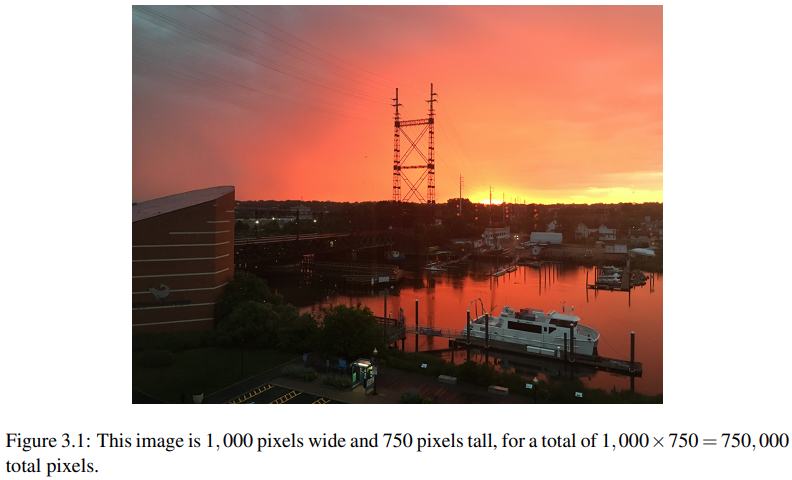 Figure 3.1: This image is 1,000 pixels wide and 750 pixels tall, for a total of 1,000 × 750 = 750,000
total pixels.